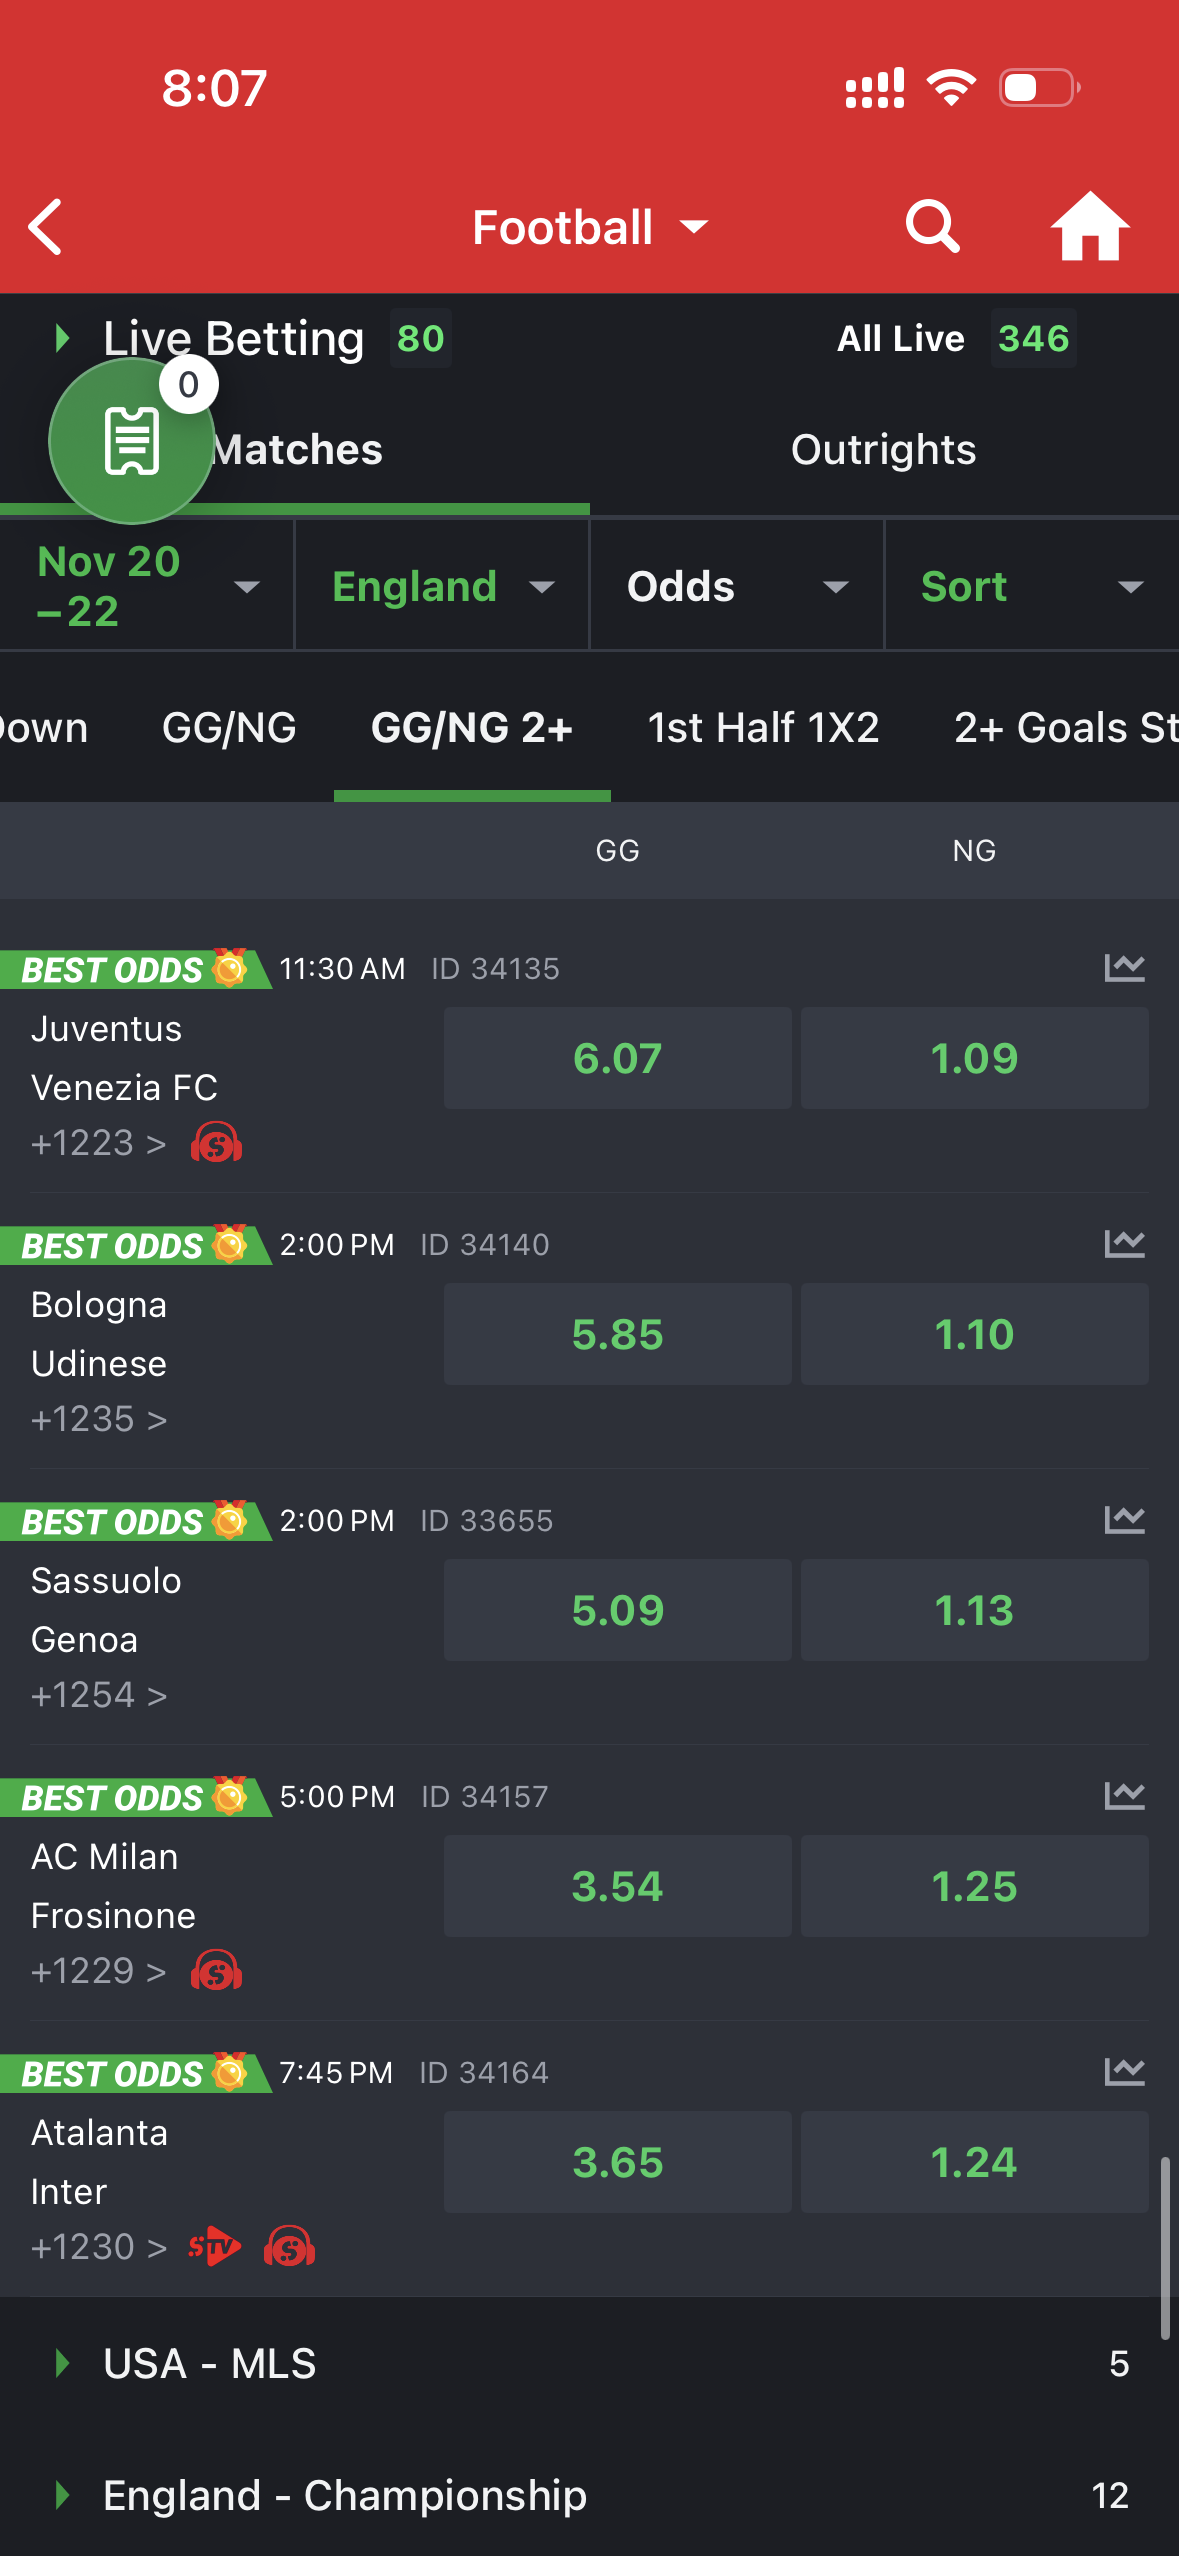 8:07
Football
Live Betting 80 All Live 346
0
Matches Outrights
Nov 20
–22
England Odds Sort
Down GG/NG GG/NG 2+ 1st Half 1X2 2+ Goals St
GG NG
BEST ODDS 11:30 AM ID 34135
Juventus
Venezia FC
6.07 1.09
+1223 >
BEST ODDS 2:00 PM ID 34140
Bologna
Udinese
5.85 1.10
+1235 >
BEST ODDS 2:00 PM ID 33655
Sassuolo
Genoa
5.09 1.13
+1254 >
BEST ODDS 5:00 PM ID 34157
AC Milan
Frosinone
3.54 1.25
+1229 >
BEST ODDS 7:45 PM ID 34164
Atalanta
Inter
3.65 1.24
+1230 > STV
USA - MLS 5
England - Championship 12